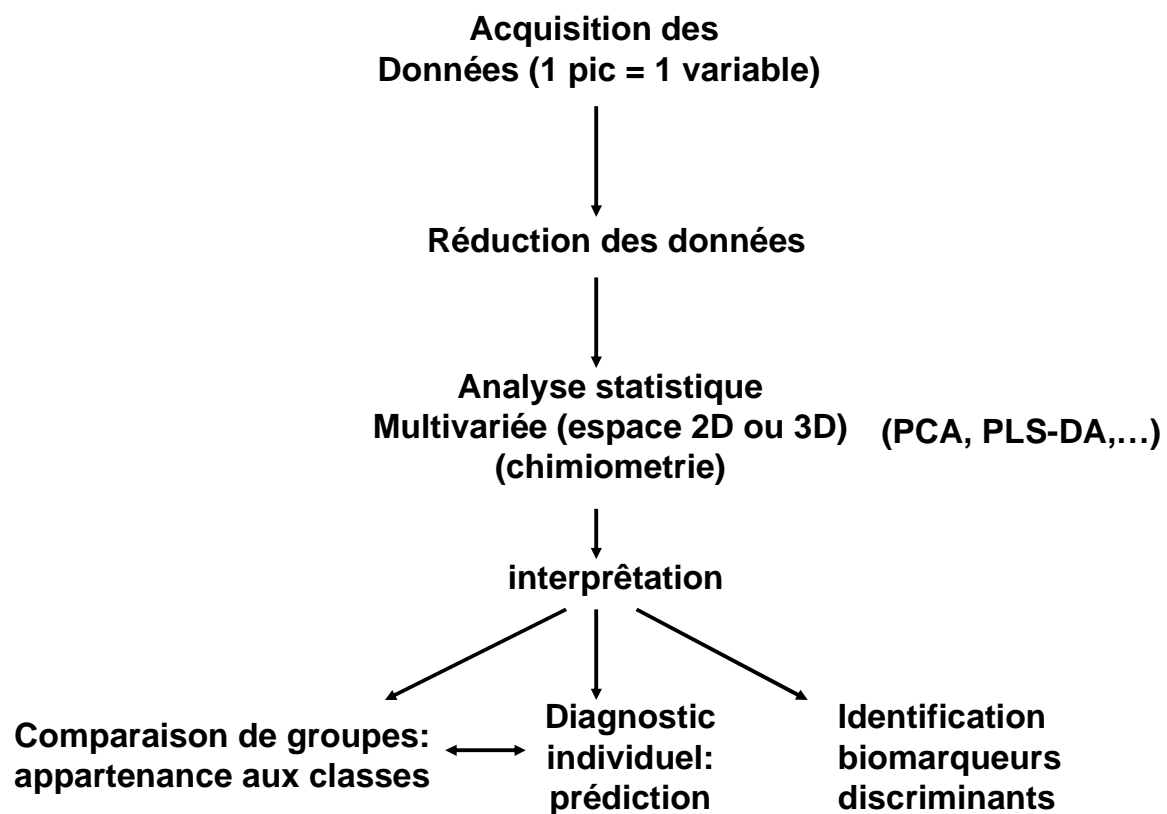 Acquisition des
Données (1 pic = 1 variable)
Réduction des données
Analyse statistique
Multivariée (espace 2D ou 3D)
(chimiometrie)
(PCA, PLS-DA,...)
interprêtation
Comparaison de groupes:
appartenance aux classes
Diagnostic
individuel:
prédiction
Identification
biomarqueurs
discriminants